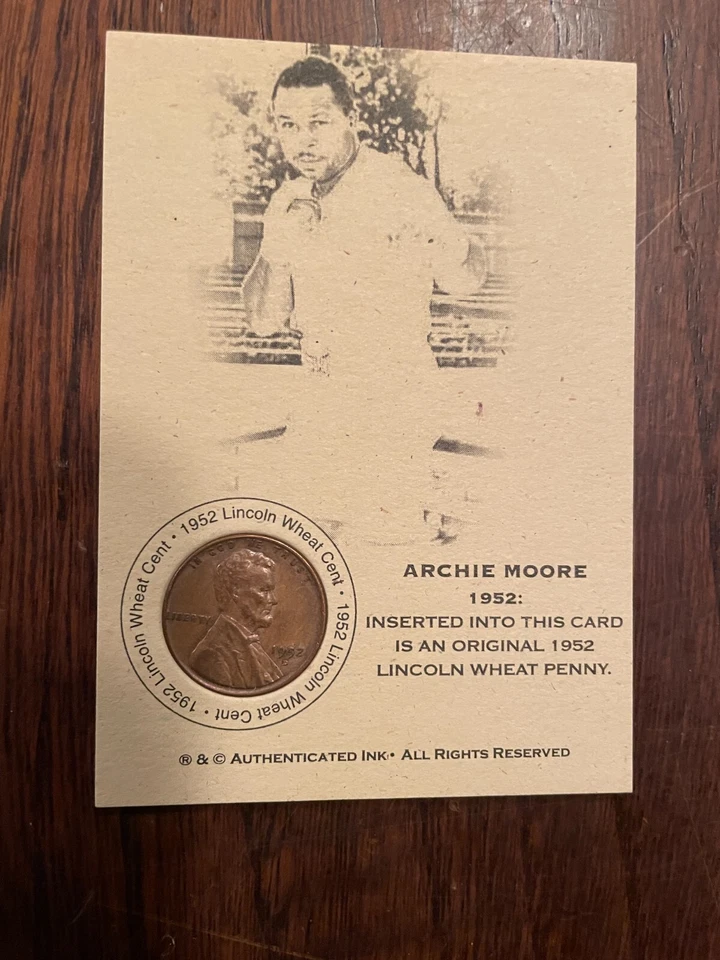 1952 Lincoln Wheat Cent • 1952 Lincoln Wheat Cent • 1952 Lincoln Wheat Cent •
IN GOD WE TRUST
LIBERTY
1952
D
ARCHIE MOORE
1952:
INSERTED INTO THIS CARD
IS AN ORIGINAL 1952
LINCOLN WHEAT PENNY.
® & © AUTHENTICATED INK• ALL RIGHTS RESERVED